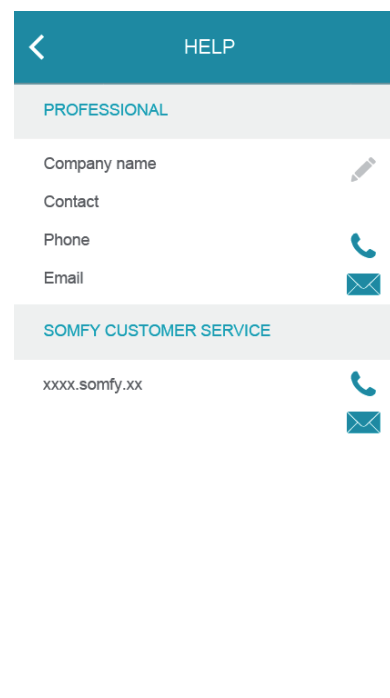 HELP
PROFESSIONAL
Company name
Contact
Phone
Email
SOMFY CUSTOMER SERVICE
xxxx.somfy.xx